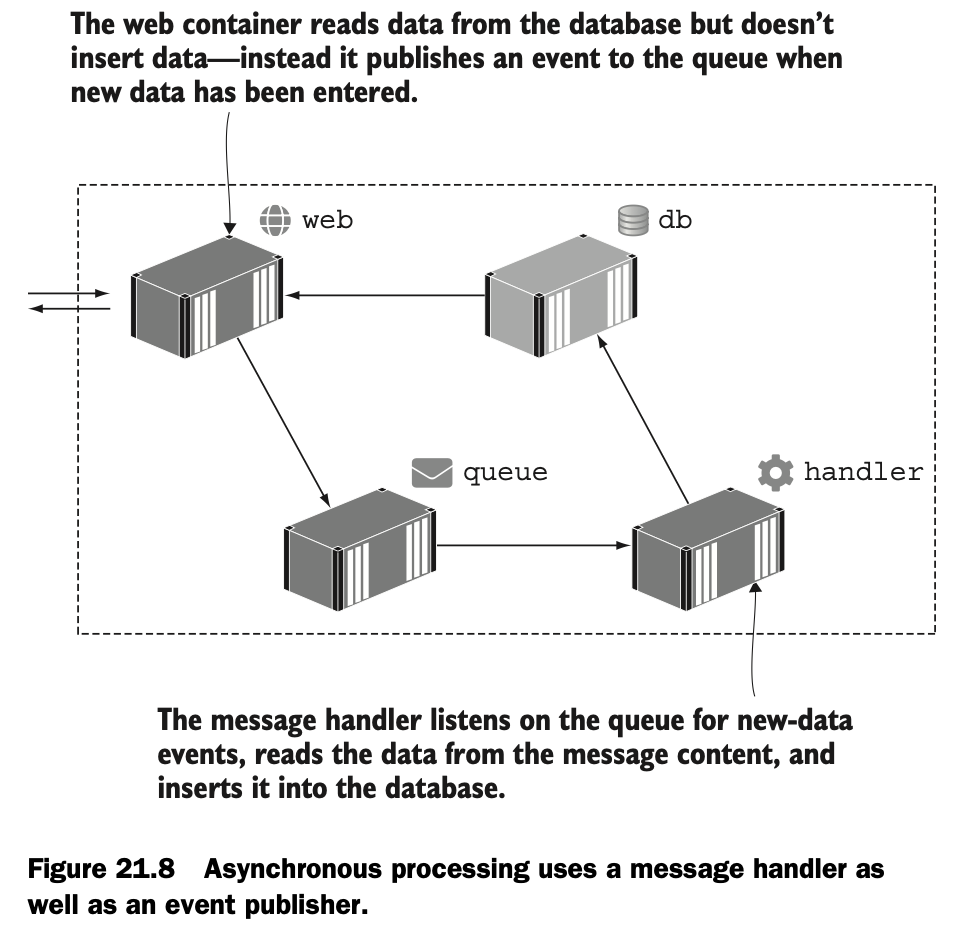 The web container reads data from the database but doesn’t
insert data—instead it publishes an event to the queue when
new data has been entered.
web
db
queue
handler
The message handler listens on the queue for new-data
events, reads the data from the message content, and
inserts it into the database.
Figure 21.8 Asynchronous processing uses a message handler as
well as an event publisher.